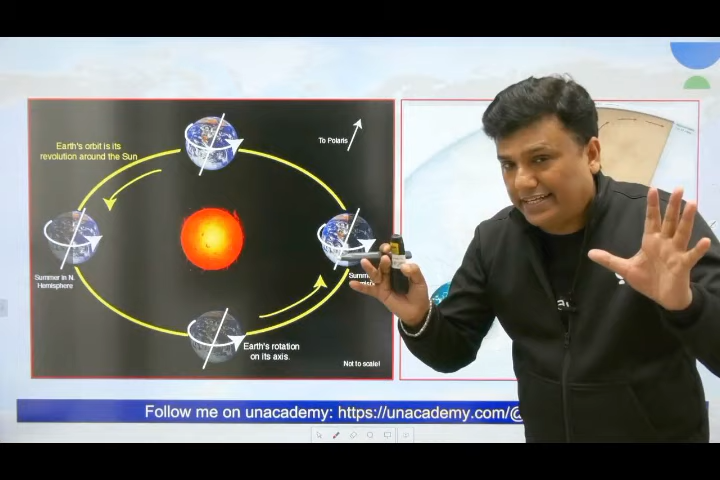 Earth's orbit is its
revolution around the Sun
To Polaris
Summer in N.
Hemisphere
Earth's rotation
on its axis.
Not to scale!
Follow me on unacademy: https://unacademy.com/@